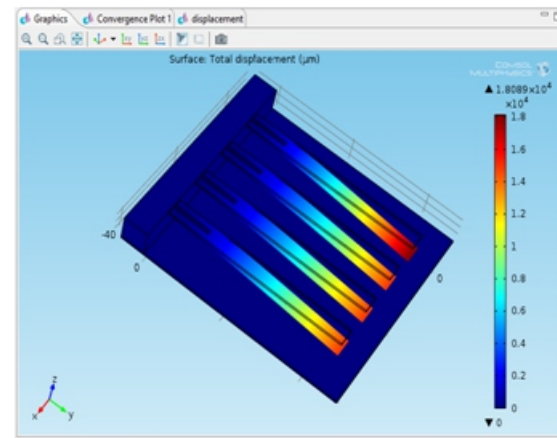 Graphics Convergence Plot 1 displacement
Surface: Total displacement (μm)
COMSOL
MULTIPHYSICS
▲ 1.8089×10⁴
×10⁴
1.8
1.6
1.4
1.2
1
0.8
0.6
0.4
0.2
0
▼ 0
-40
0
0
z
x
y